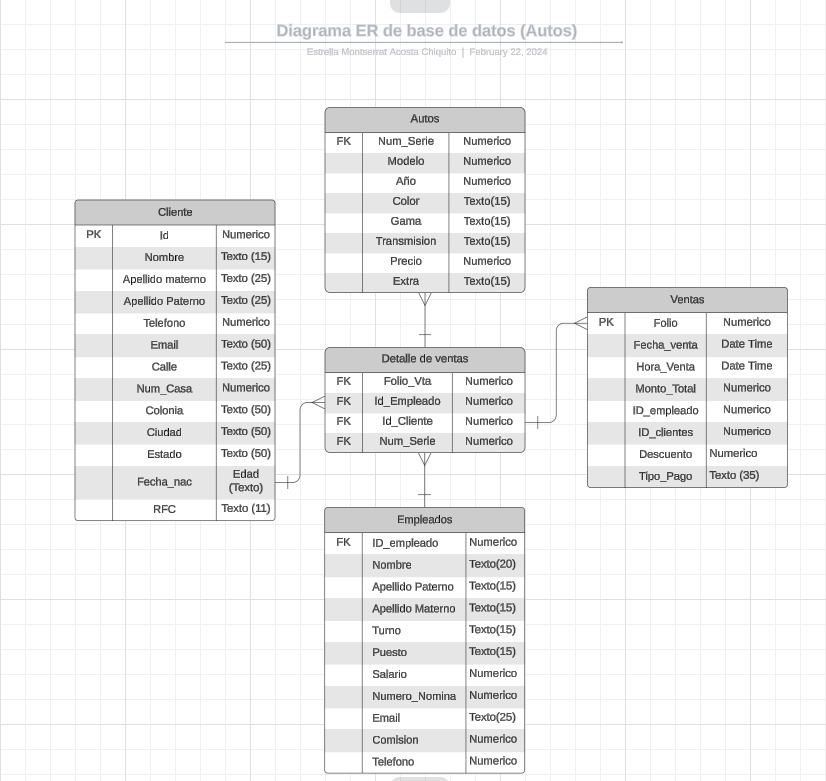 Diagrama ER de base de datos (Autos)
Estrella Montserrat Acosta Chiquito | February 22, 2024
Autos
FK Num_Serie Numerico
Modelo Numerico
Año Numerico
Color Texto(15)
Gama Texto(15)
Transmision Texto(15)
Precio Numerico
Extra Texto(15)
Cliente
PK Id Numerico
Nombre Texto (15)
Apellido materno Texto (25)
Apellido Paterno Texto (25)
Telefono Numerico
Email Texto (50)
Calle Texto (25)
Num_Casa Numerico
Colonia Texto (50)
Ciudad Texto (50)
Estado Texto (50)
Fecha_nac Edad
(Texto)
RFC Texto (11)
Detalle de ventas
FK Folio_Vta Numerico
FK Id_Empleado Numerico
FK Id_Cliente Numerico
FK Num_Serie Numerico
Ventas
PK Folio Numerico
Fecha_venta Date Time
Hora_Venta Date Time
Monto_Total Numerico
ID_empleado Numerico
ID_clientes Numerico
Descuento Numerico
Tipo_Pago Texto (35)
Empleados
FK ID_empleado Numerico
Nombre Texto(20)
Apellido Paterno Texto(15)
Apellido Materno Texto(15)
Turno Texto(15)
Puesto Texto(15)
Salario Numerico
Numero_Nomina Numerico
Email Texto(25)
Comision Numerico
Telefono Numerico